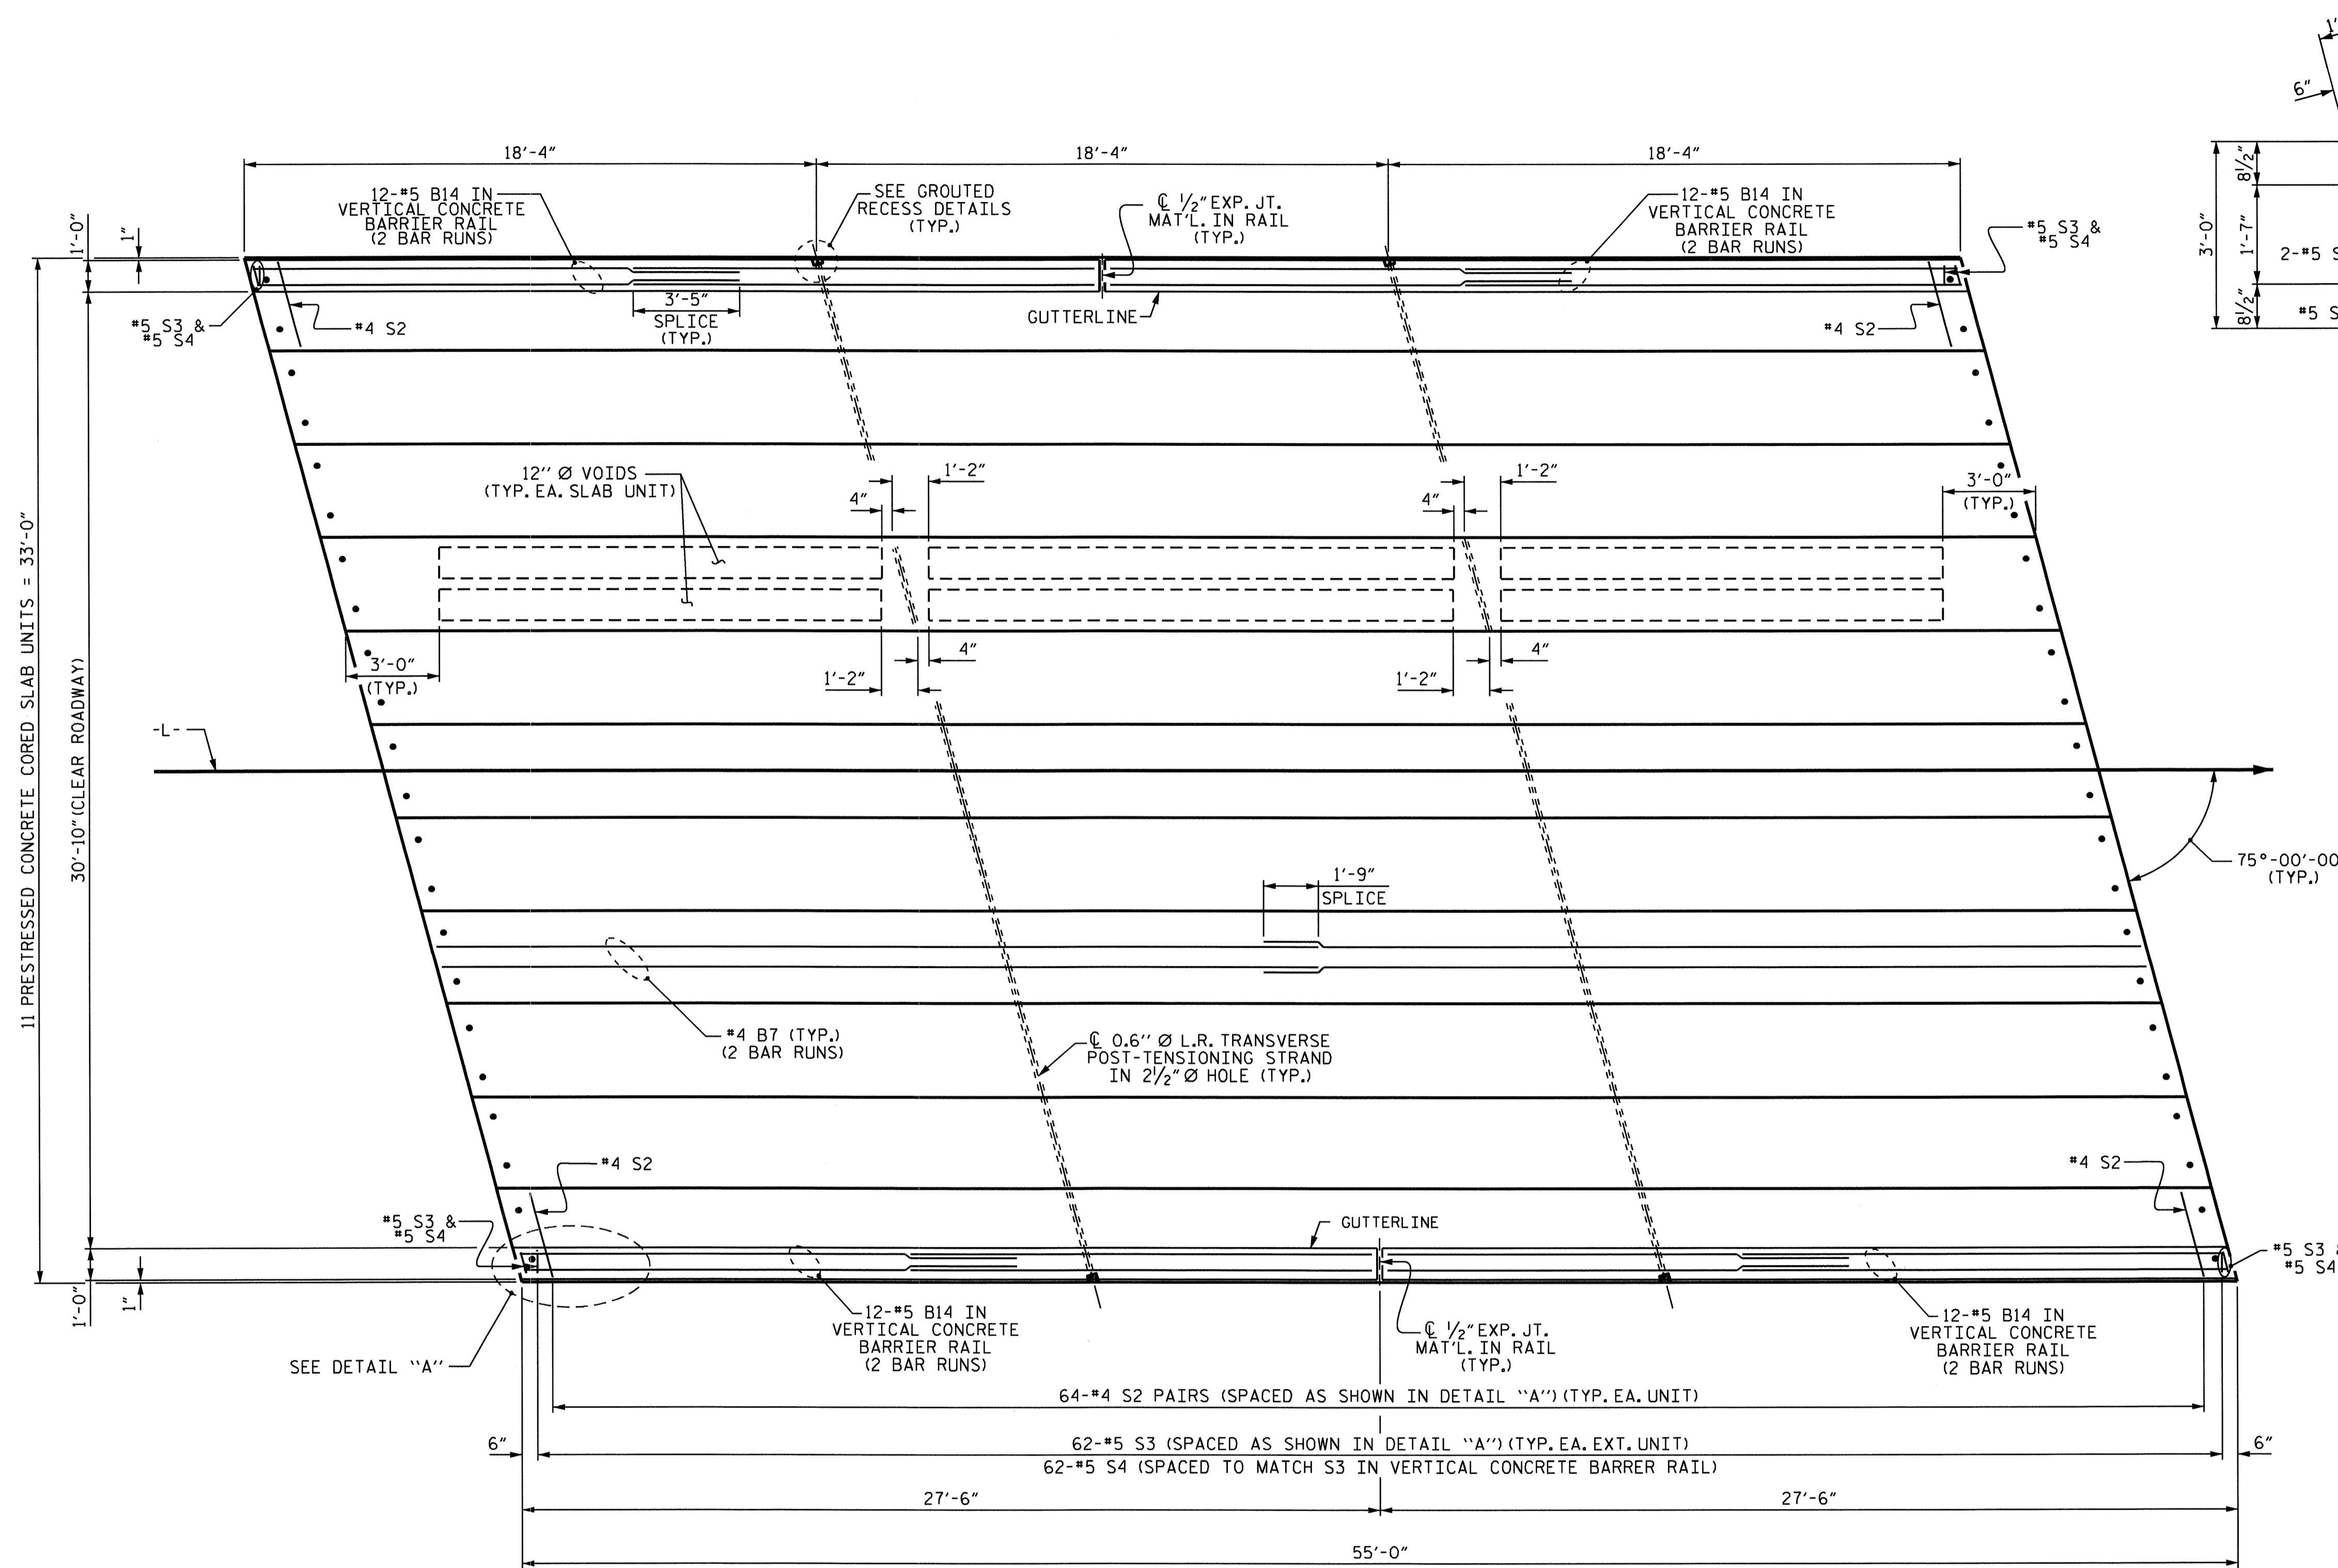 1'
6"
18'-4"
18'-4"
18'-4"
12-#5 B14 IN
VERTICAL CONCRETE
BARRIER RAIL
(2 BAR RUNS)
SEE GROUTED
RECESS DETAILS
(TYP.)
℄ 1/2" EXP. JT.
MAT'L. IN RAIL
(TYP.)
12-#5 B14 IN
VERTICAL CONCRETE
BARRIER RAIL
(2 BAR RUNS)
#5 S3 &
#5 S4
1'-0"
1"
3'-0"
8 1/2"
1'-7"
8 1/2"
2-#5 S
#5 S
#5 S3 &
#5 S4
#4 S2
3'-5"
SPLICE
(TYP.)
GUTTERLINE
#4 S2
12" Ø VOIDS
(TYP. EA. SLAB UNIT)
1'-2"
4"
1'-2"
4"
3'-0"
(TYP.)
11 PRESTRESSED CONCRETE CORED SLAB UNITS = 33'-0"
30'-10" (CLEAR ROADWAY)
3'-0"
(TYP.)
4"
1'-2"
4"
1'-2"
-L-
75°-00'-00
(TYP.)
1'-9"
SPLICE
#4 B7 (TYP.)
(2 BAR RUNS)
℄ 0.6" Ø L.R. TRANSVERSE
POST-TENSIONING STRAND
IN 2 1/2" Ø HOLE (TYP.)
#4 S2
#4 S2
#5 S3 &
#5 S4
GUTTERLINE
#5 S3 &
#5 S4
1'-0"
1"
SEE DETAIL "A"
12-#5 B14 IN
VERTICAL CONCRETE
BARRIER RAIL
(2 BAR RUNS)
℄ 1/2" EXP. JT.
MAT'L. IN RAIL
(TYP.)
12-#5 B14 IN
VERTICAL CONCRETE
BARRIER RAIL
(2 BAR RUNS)
64-#4 S2 PAIRS (SPACED AS SHOWN IN DETAIL "A") (TYP. EA. UNIT)
6"
62-#5 S3 (SPACED AS SHOWN IN DETAIL "A") (TYP. EA. EXT. UNIT)
6"
62-#5 S4 (SPACED TO MATCH S3 IN VERTICAL CONCRETE BARRER RAIL)
27'-6"
27'-6"
55'-0"